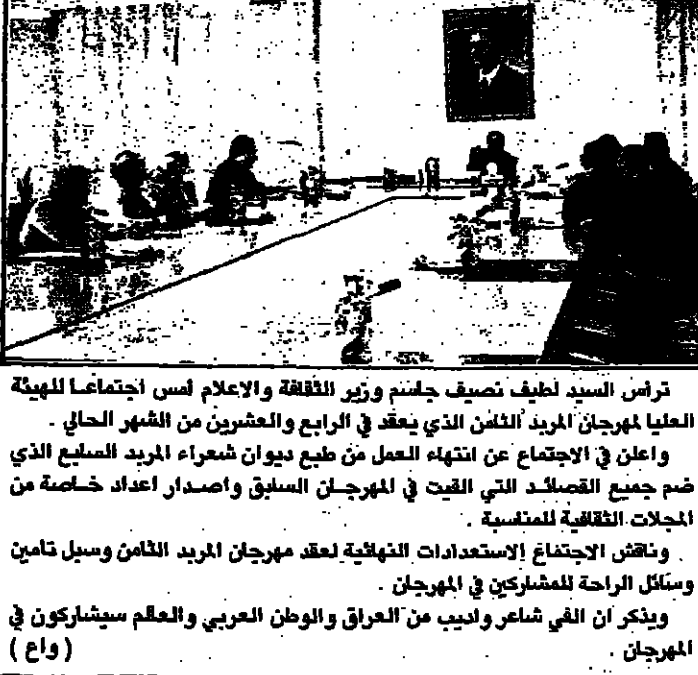 ترأس السيد لطيف نصيف جاسم وزير الثقافة والاعلام امس اجتماعا للهيئة
العليا لمهرجان المربد الثامن الذي يعقد في الرابع والعشرين من الشهر الحالي .
واعلن في الاجتماع عن انتهاء العمل من طبع ديوان شعراء المربد السابع الذي
ضم جميع القصائد التي القيت في المهرجان السابق واصدار اعداد خاصة من
المجلات الثقافية للمناسبة .
وناقش الاجتماع الاستعدادات النهائية لعقد مهرجان المربد الثامن وسبل تامين
وسائل الراحة للمشاركين في المهرجان .
ويذكر ان الفي شاعر واديب من العراق والوطن العربي والعالم سيشاركون في
المهرجان . ( واع )